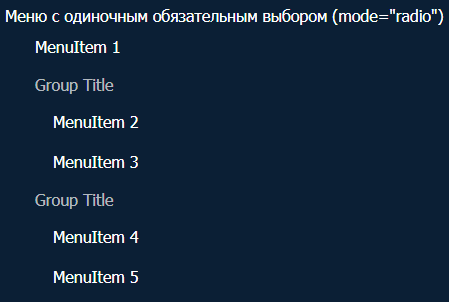 Меню с одиночным обязательным выбором (mode="radio")
MenuItem 1
Group Title
MenuItem 2
MenuItem 3
Group Title
MenuItem 4
MenuItem 5